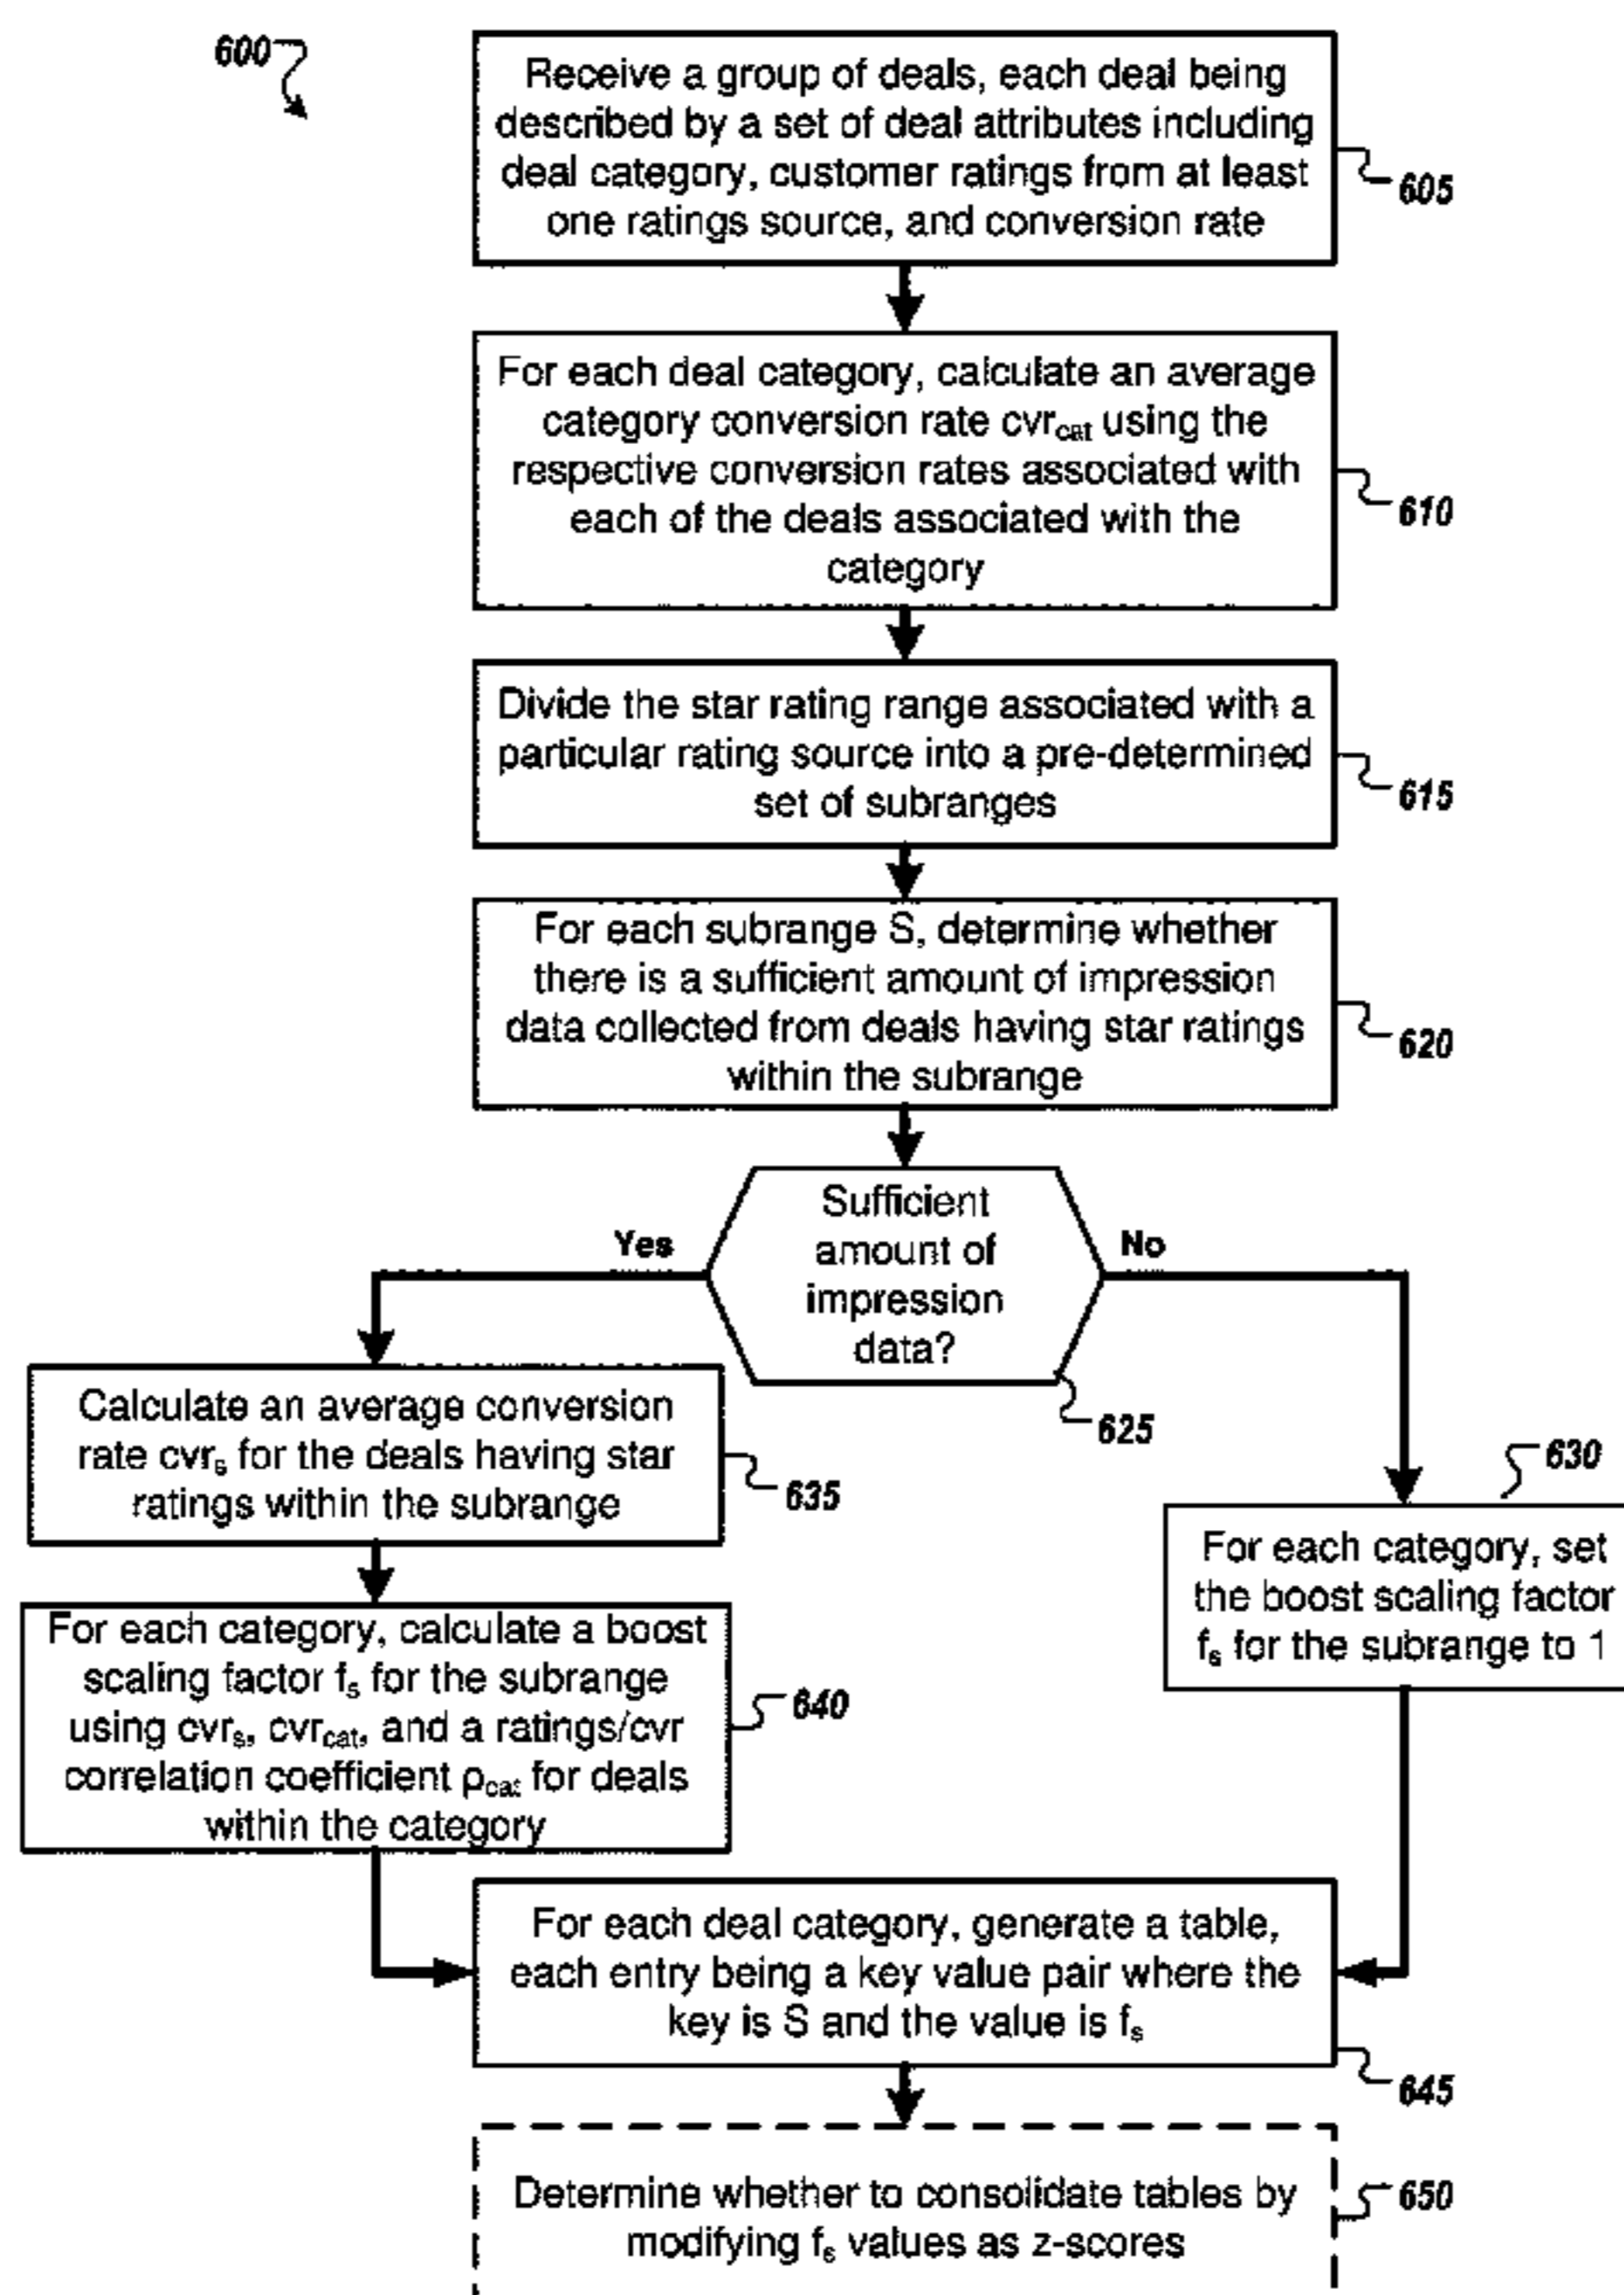 600
Receive a group of deals, each deal being
described by a set of deal attributes including
deal category, customer ratings from at least
one ratings source, and conversion rate
605
For each deal category, calculate an average
category conversion rate cvrcat using the
respective conversion rates associated with
each of the deals associated with the
category
610
Divide the star rating range associated with a
particular rating source into a pre-determined
set of subranges
615
For each subrange S, determine whether
there is a sufficient amount of impression
data collected from deals having star ratings
within the subrange
620
Sufficient
amount of
impression
data?
625
Yes
No
Calculate an average conversion
rate cvrs for the deals having star
ratings within the subrange
635
630
For each category, set
the boost scaling factor
fs for the subrange to 1
For each category, calculate a boost
scaling factor fs for the subrange
using cvrs, cvrcat, and a ratings/cvr
correlation coefficient ρcat for deals
within the category
640
For each deal category, generate a table,
each entry being a key value pair where the
key is S and the value is fs
645
Determine whether to consolidate tables by
modifying fs values as z-scores
650